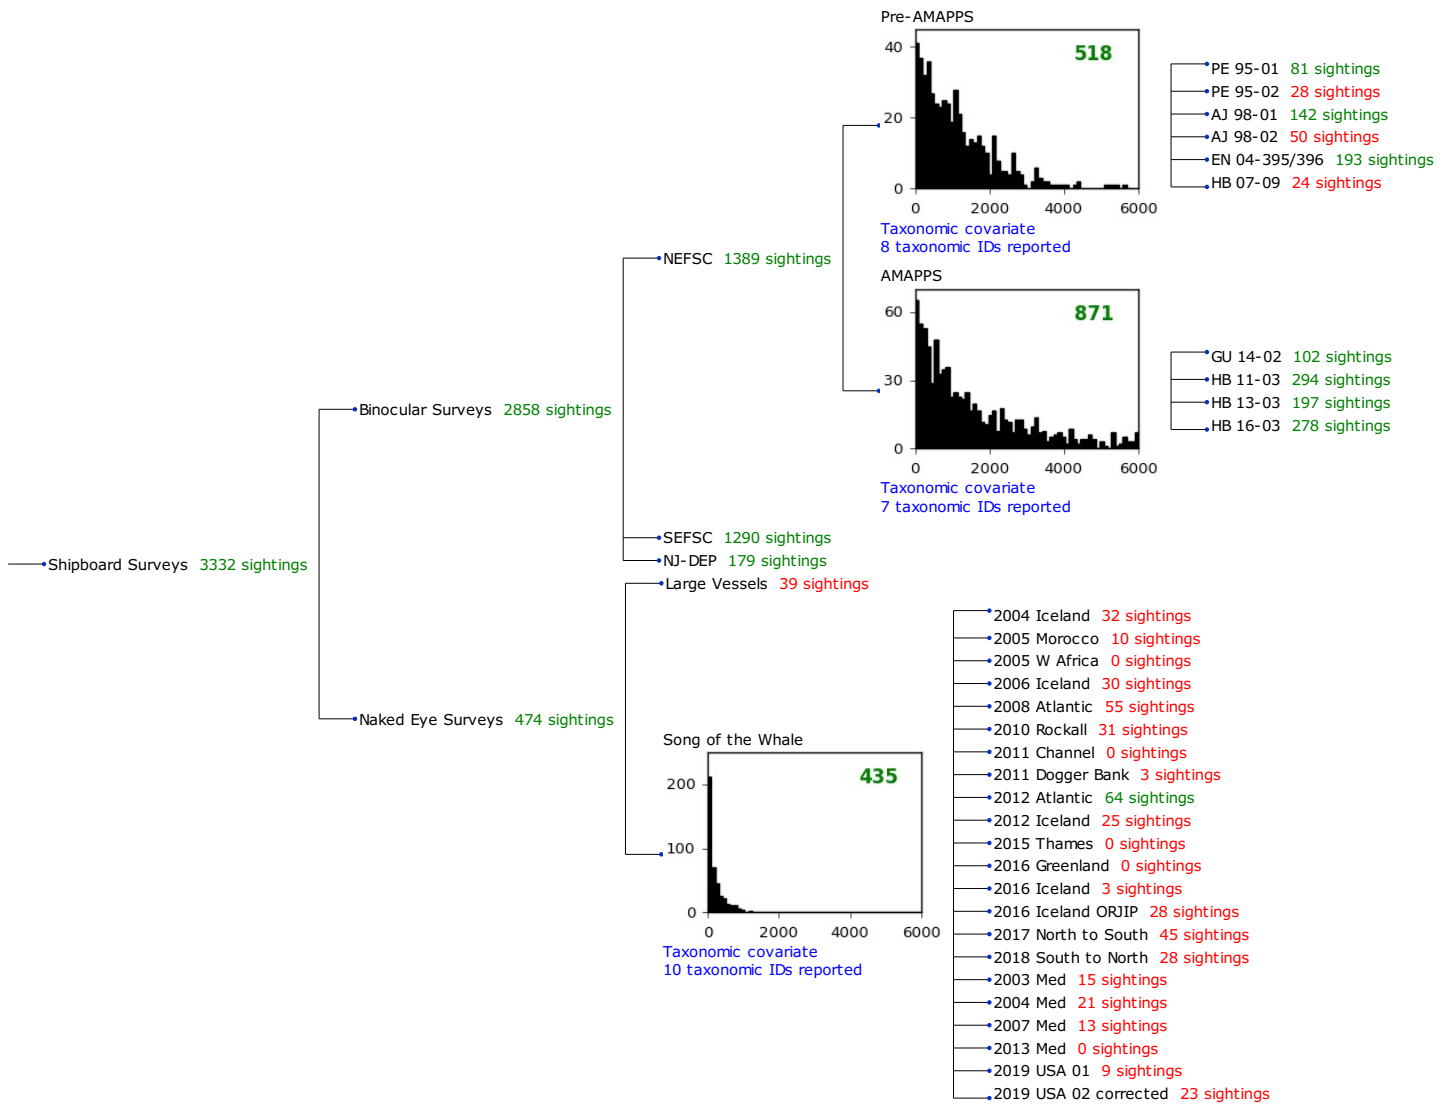 Pre-AMAPPS
518
40
20
0
0 2000 4000 6000
Taxonomic covariate
8 taxonomic IDs reported
PE 95-01 81 sightings
PE 95-02 28 sightings
AJ 98-01 142 sightings
AJ 98-02 50 sightings
EN 04-395/396 193 sightings
HB 07-09 24 sightings
NEFSC 1389 sightings
AMAPPS
871
60
30
0
0 2000 4000 6000
Taxonomic covariate
7 taxonomic IDs reported
GU 14-02 102 sightings
HB 11-03 294 sightings
HB 13-03 197 sightings
HB 16-03 278 sightings
Binocular Surveys 2858 sightings
SEFSC 1290 sightings
NJ-DEP 179 sightings
Shipboard Surveys 3332 sightings
Large Vessels 39 sightings
Naked Eye Surveys 474 sightings
Song of the Whale
435
200
100
0
0 2000 4000 6000
Taxonomic covariate
10 taxonomic IDs reported
2004 Iceland 32 sightings
2005 Morocco 10 sightings
2005 W Africa 0 sightings
2006 Iceland 30 sightings
2008 Atlantic 55 sightings
2010 Rockall 31 sightings
2011 Channel 0 sightings
2011 Dogger Bank 3 sightings
2012 Atlantic 64 sightings
2012 Iceland 25 sightings
2015 Thames 0 sightings
2016 Greenland 0 sightings
2016 Iceland 3 sightings
2016 Iceland ORJIP 28 sightings
2017 North to South 45 sightings
2018 South to North 28 sightings
2003 Med 15 sightings
2004 Med 21 sightings
2007 Med 13 sightings
2013 Med 0 sightings
2019 USA 01 9 sightings
2019 USA 02 corrected 23 sightings